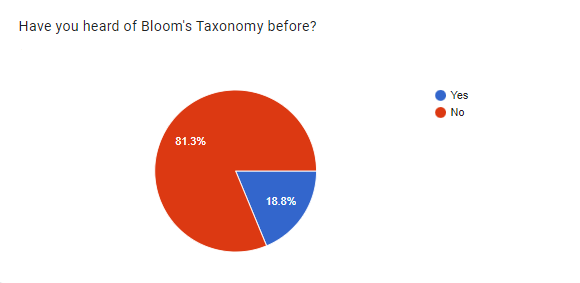 Have you heard of Bloom's Taxonomy before?
Yes
No
81.3%
18.8%